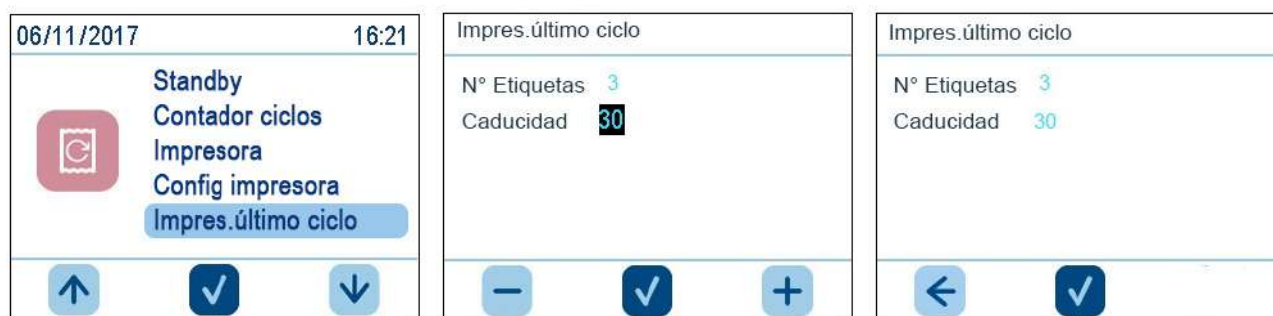 06/11/2017 16:21
Standby
Contador ciclos
Impresora
Config impresora
Impres.último ciclo
Impres.último ciclo
N° Etiquetas 3
Caducidad 30
Impres.último ciclo
N° Etiquetas 3
Caducidad 30